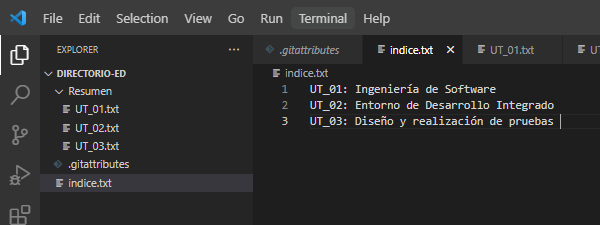 File Edit Selection View Go Run Terminal Help
EXPLORER ...
DIRECTORIO-ED
Resumen
UT_01.txt
UT_02.txt
UT_03.txt
.gitattributes
indice.txt
.gitattributes indice.txt UT_01.txt UT
indice.txt
1 UT_01: Ingeniería de Software
2 UT_02: Entorno de Desarrollo Integrado
3 UT_03: Diseño y realización de pruebas